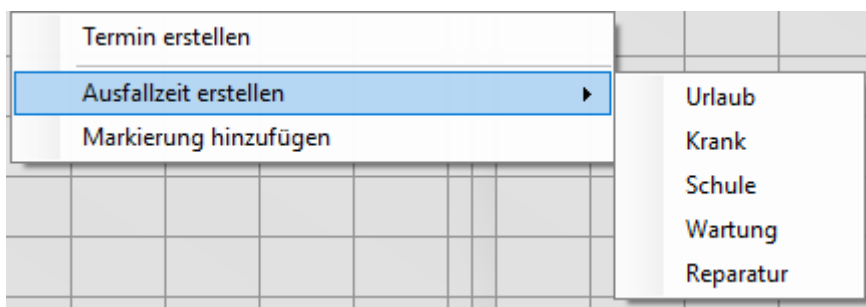 Termin erstellen
Ausfallzeit erstellen
Markierung hinzufügen
Urlaub
Krank
Schule
Wartung
Reparatur